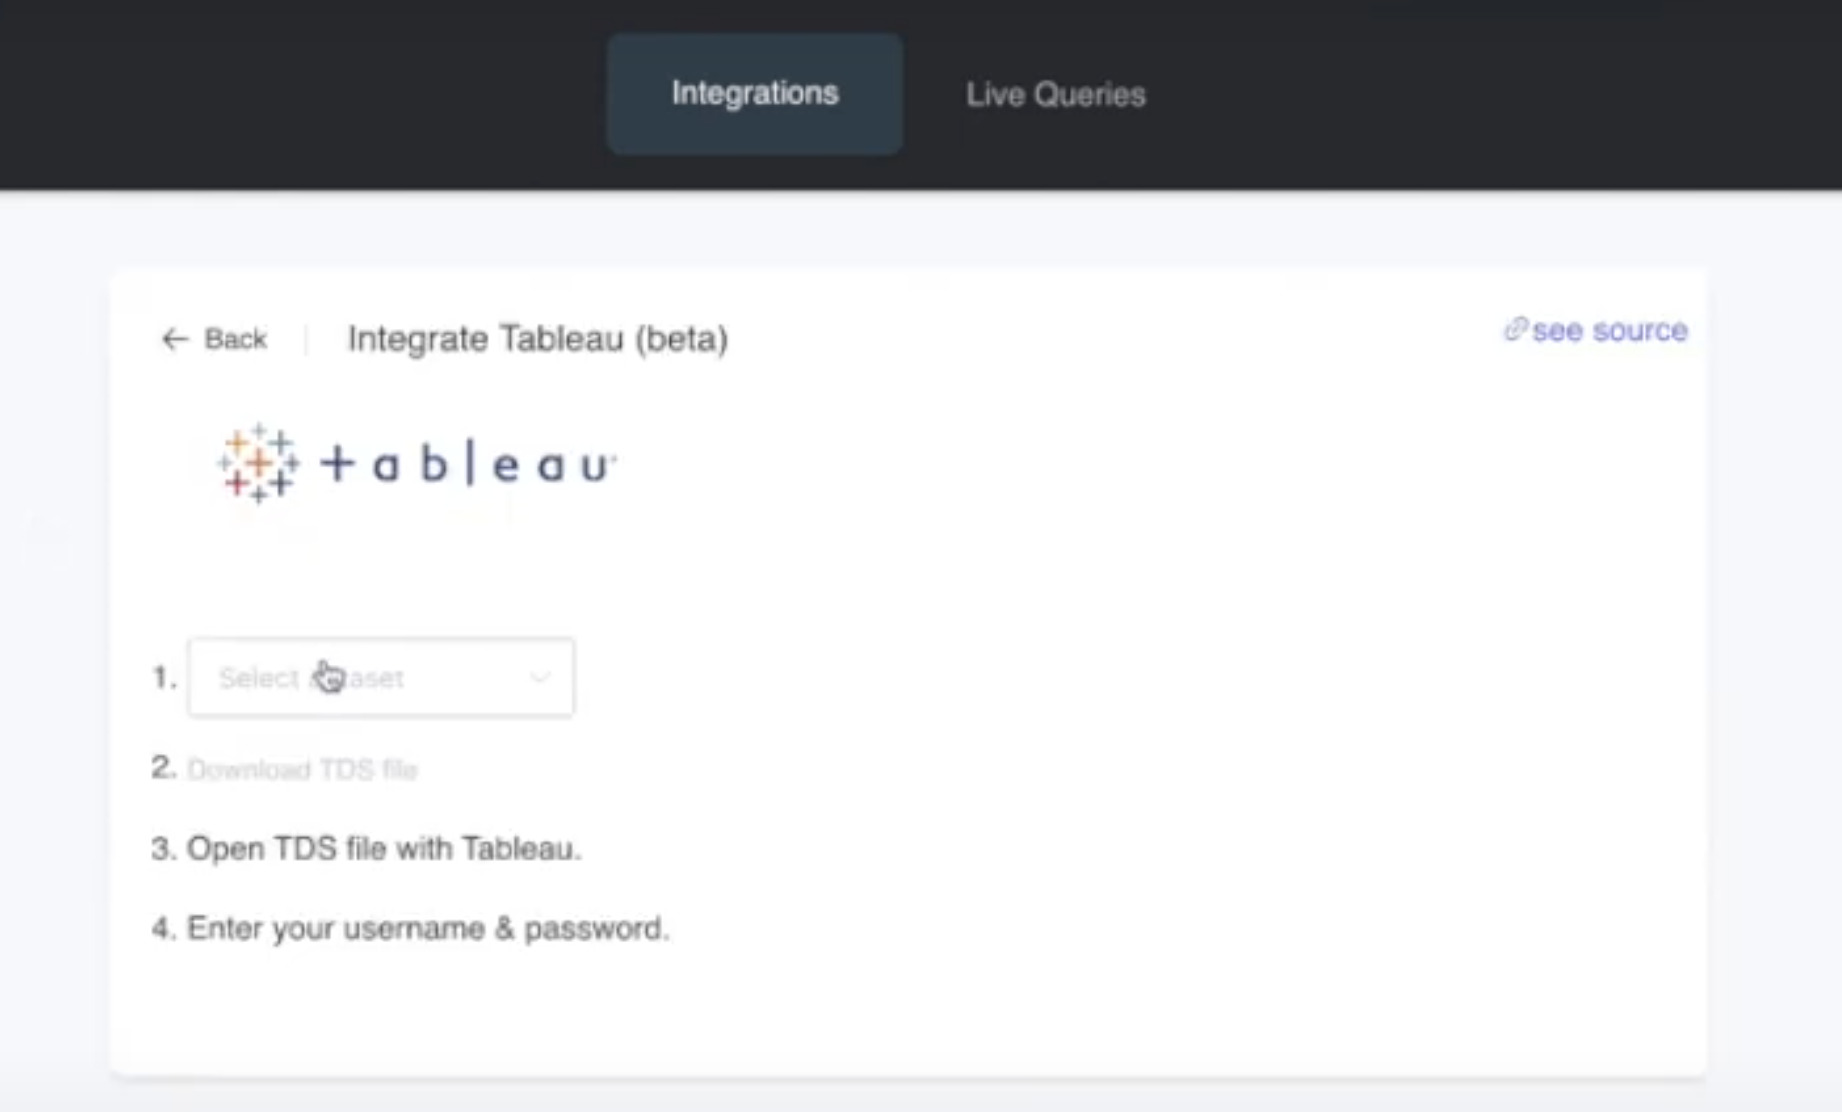 Integrations
Live Queries
← Back
Integrate Tableau (beta)
see source
+ a b l e a u
1. Select aset
2. Download TDS file
3. Open TDS file with Tableau.
4. Enter your username & password.